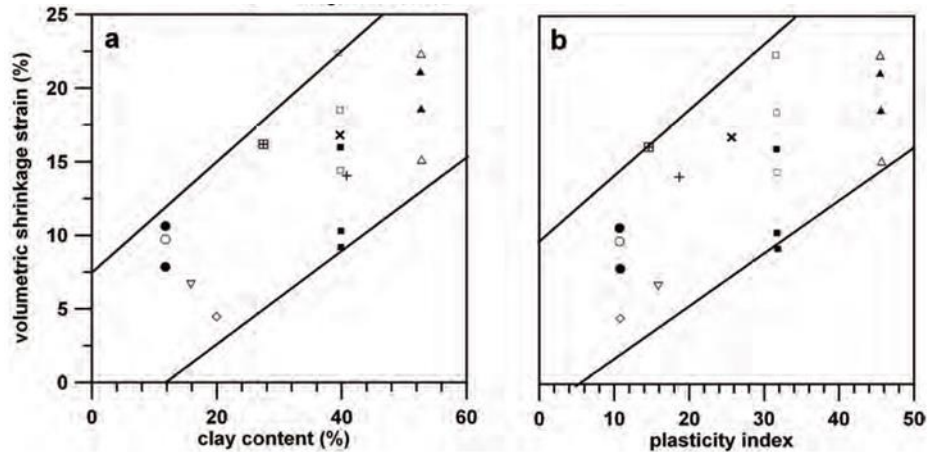 25
20
15
10
5
0
volumetric shrinkage strain (%)
a
0 20 40 60
clay content (%)
b
0 10 20 30 40 50
plasticity index